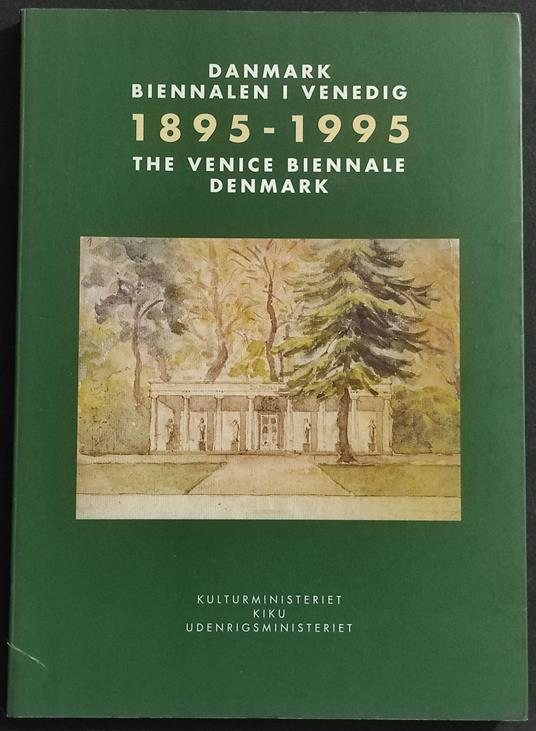 DANMARK
BIENNALEN I VENEDIG
1895-1995
THE VENICE BIENNALE
DENMARK
KULTURMINISTERIET
KIKU
UDENRIGSMINISTERIET